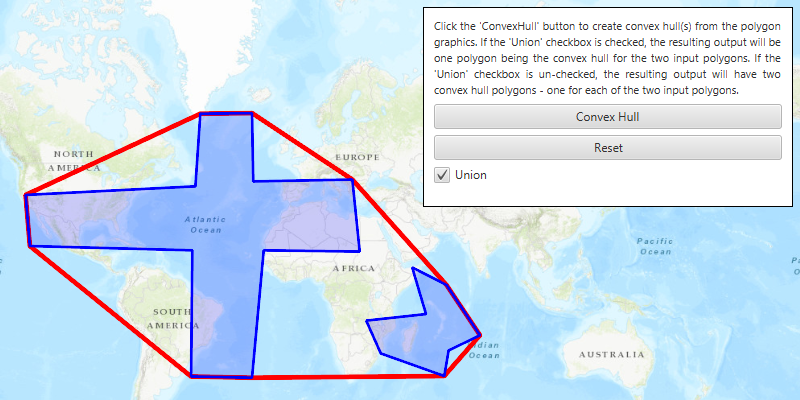 Click the 'ConvexHull' button to create convex hull(s) from the polygon
graphics. If the 'Union' checkbox is checked, the resulting output will be
one polygon being the convex hull for the two input polygons. If the
'Union' checkbox is un-checked, the resulting output will have two
convex hull polygons - one for each of the two input polygons.
Convex Hull
Reset
Union
NORTH
AMERICA
EUROPE
Atlantic
Ocean
AFRICA
SOUTH
AMERICA
Pacific
Ocean
Ocean
AUSTRALIA